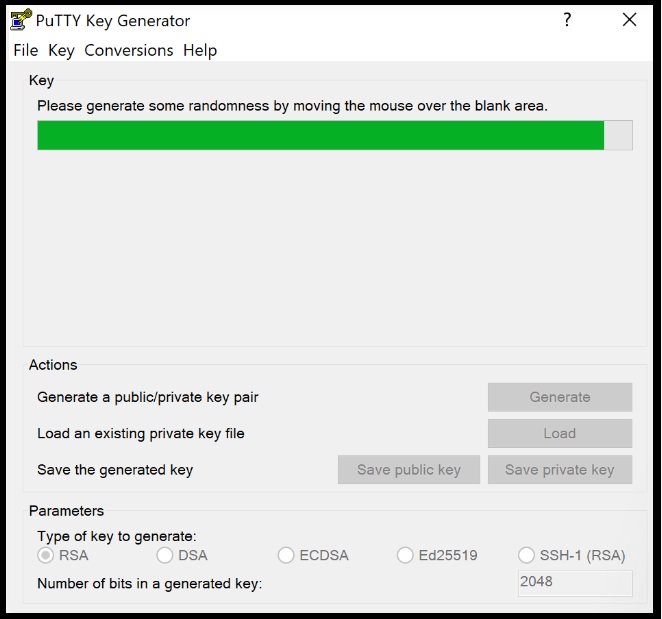 PuTTY Key Generator ?
File Key Conversions Help
Key
Please generate some randomness by moving the mouse over the blank area.
Actions
Generate a public/private key pair Generate
Load an existing private key file Load
Save the generated key Save public key Save private key
Parameters
Type of key to generate:
RSA DSA ECDSA Ed25519 SSH-1 (RSA)
Number of bits in a generated key: 2048